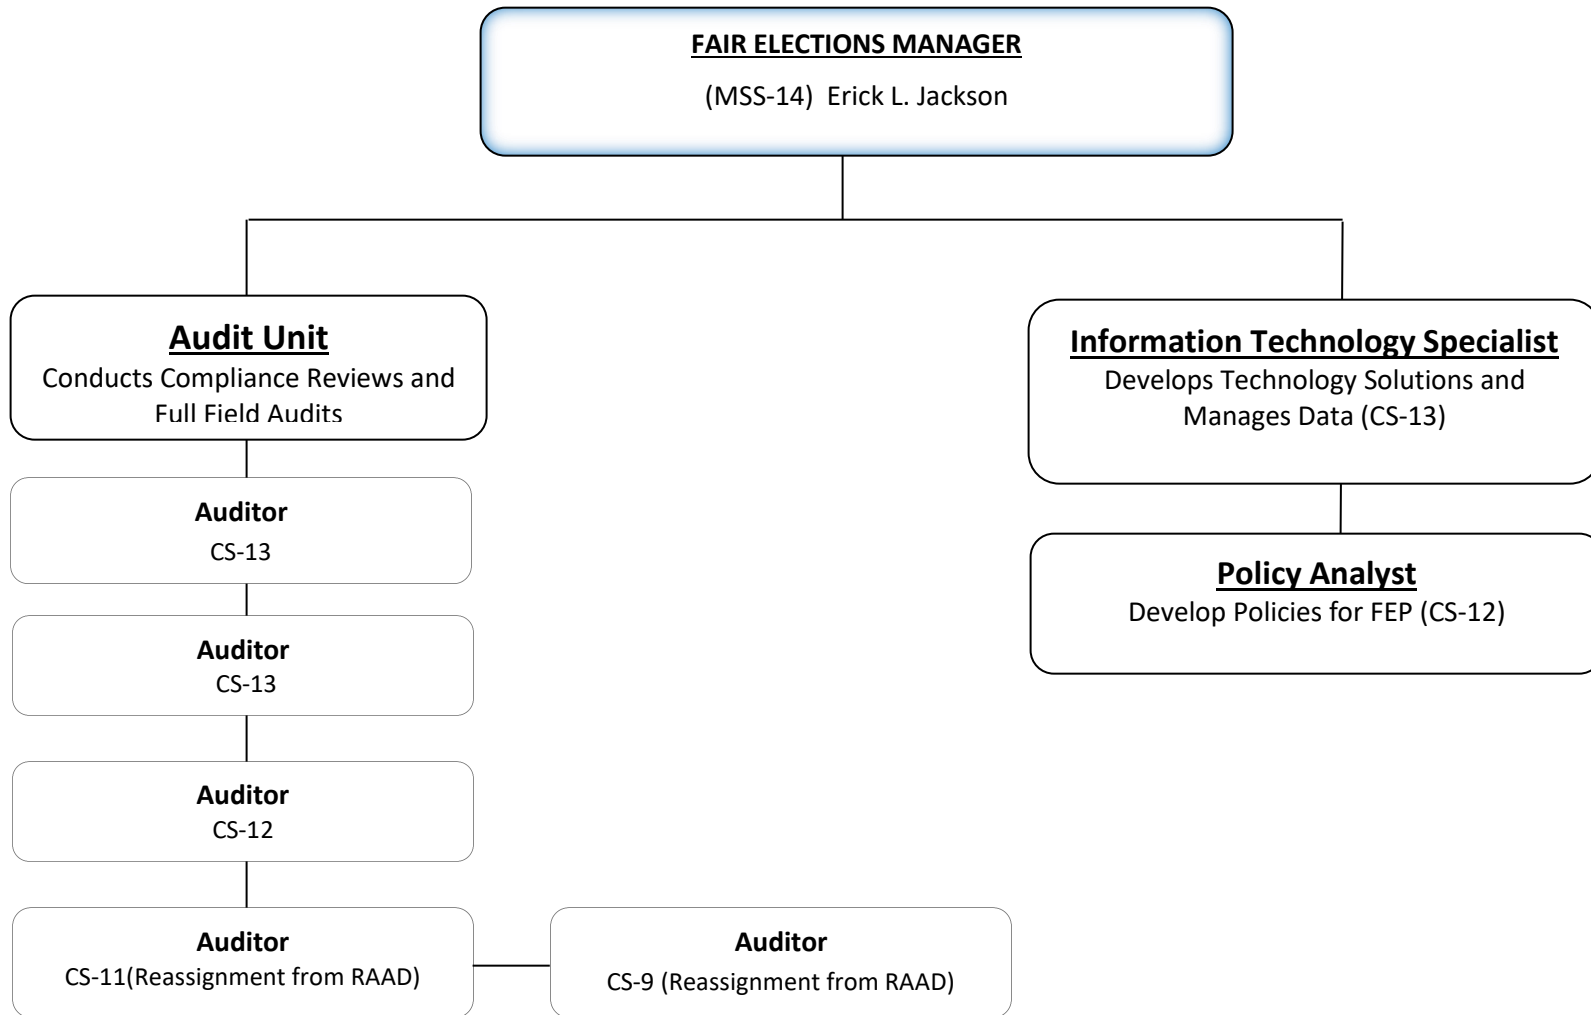 FAIR ELECTIONS MANAGER
(MSS-14)  Erick L. Jackson
Audit Unit
Conducts Compliance Reviews and
Full Field Audits
Auditor
CS-13
Auditor
CS-13
Auditor
CS-12
Auditor
CS-11(Reassignment from RAAD)
Auditor
CS-9 (Reassignment from RAAD)
Information Technology Specialist
Develops Technology Solutions and
Manages Data (CS-13)
Policy Analyst
Develop Policies for FEP (CS-12)